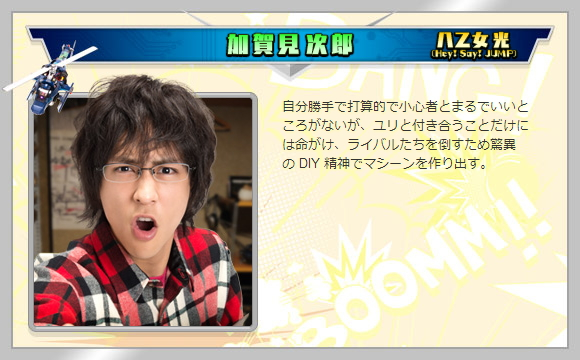 加賀見 次郎
八乙女 光
(Hey! Say! JUMP)
自分勝手で打算的で小心者とまるでいいと
ころがないが、ユリと付き合うことだけに
は命がけ、ライバルたちを倒すため驚異
の DIY 精神でマシーンを作り出す。
BANG!
BOOMM!!